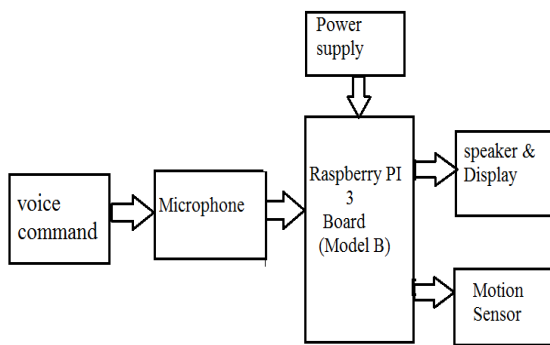 Power
supply
voice
command
Microphone
Raspberry PI
3
Board
(Model B)
speaker &
Display
Motion
Sensor